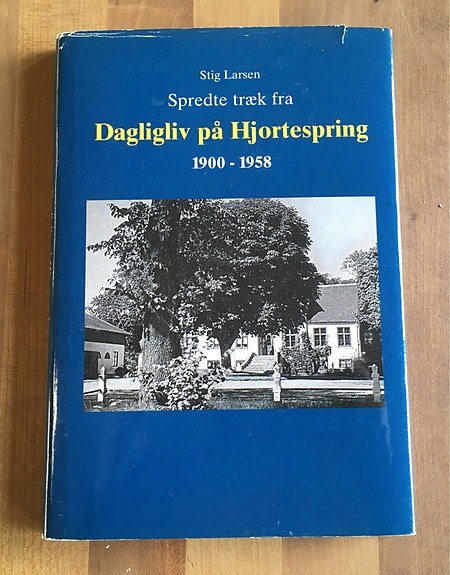 Stig Larsen
Spredte træk fra
Dagligliv på Hjortespring
1900 - 1958